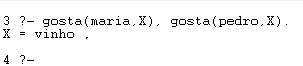 3 ?- gosta(maria,X), gosta(pedro,X).
X = vinho ,
4 ?-